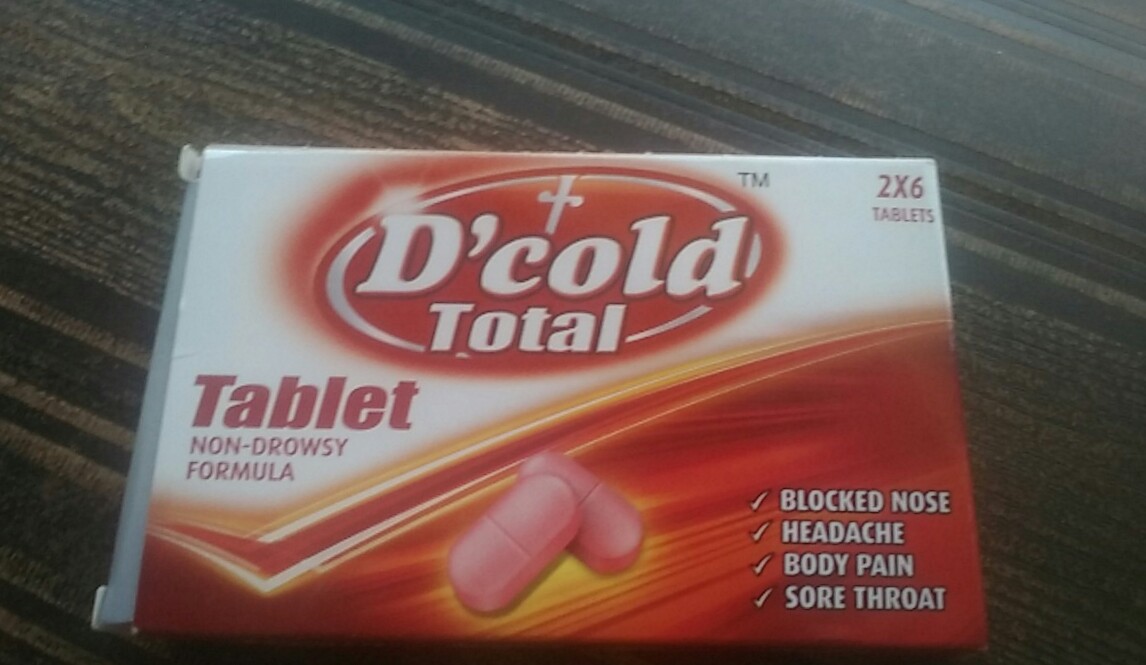 D'cold
Total
TM
2X6
TABLETS
Tablet
NON-DROWSY
FORMULA
✓ BLOCKED NOSE
✓ HEADACHE
✓ BODY PAIN
✓ SORE THROAT